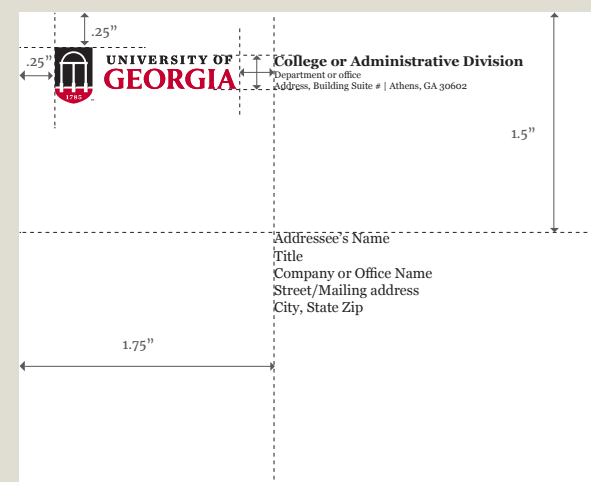 .25”
.25”
UNIVERSITY OF
GEORGIA
1785
College or Administrative Division
Department or office
Address, Building Suite # | Athens, GA 30602
1.5”
Addressee’s Name
Title
Company or Office Name
Street/Mailing address
City, State Zip
1.75”